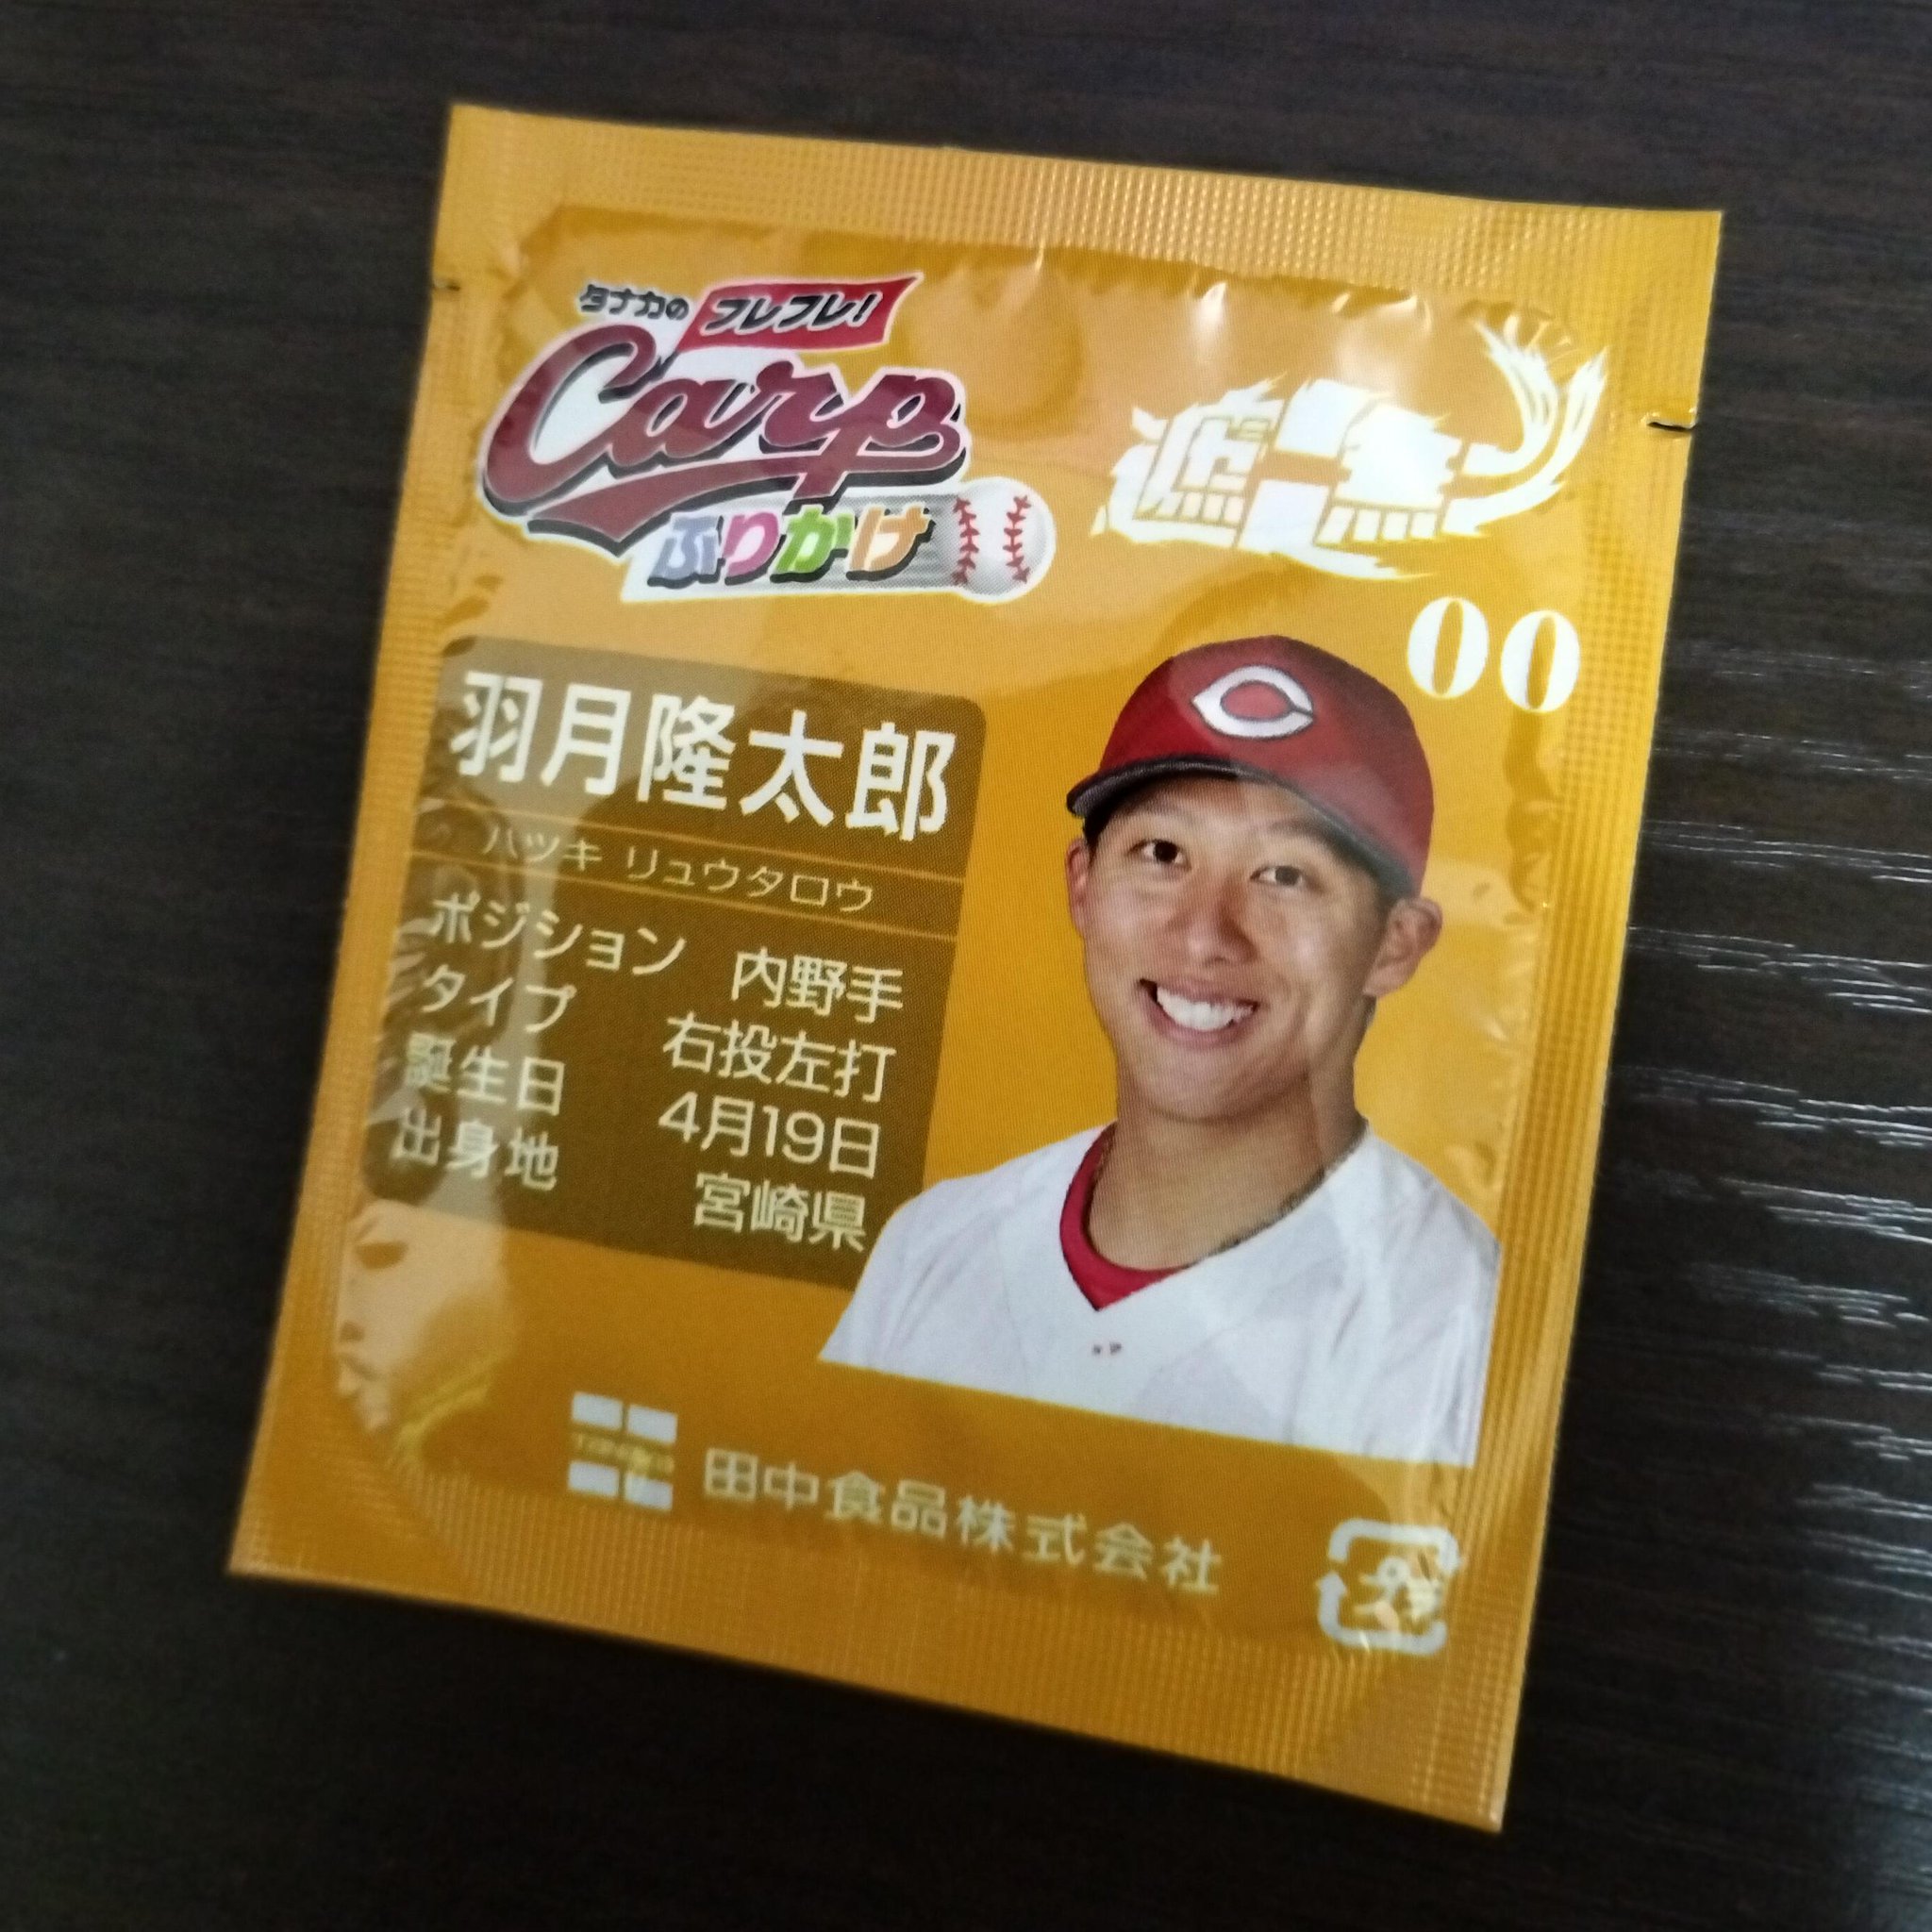 タナカの フレフレ!
Carp
ふりかけ
00
羽月隆太郎
ハツキ リュウタロウ
ポジション 内野手
タイプ 右投左打
誕生日 4月19日
出身地 宮崎県
田中食品株式会社
プラ